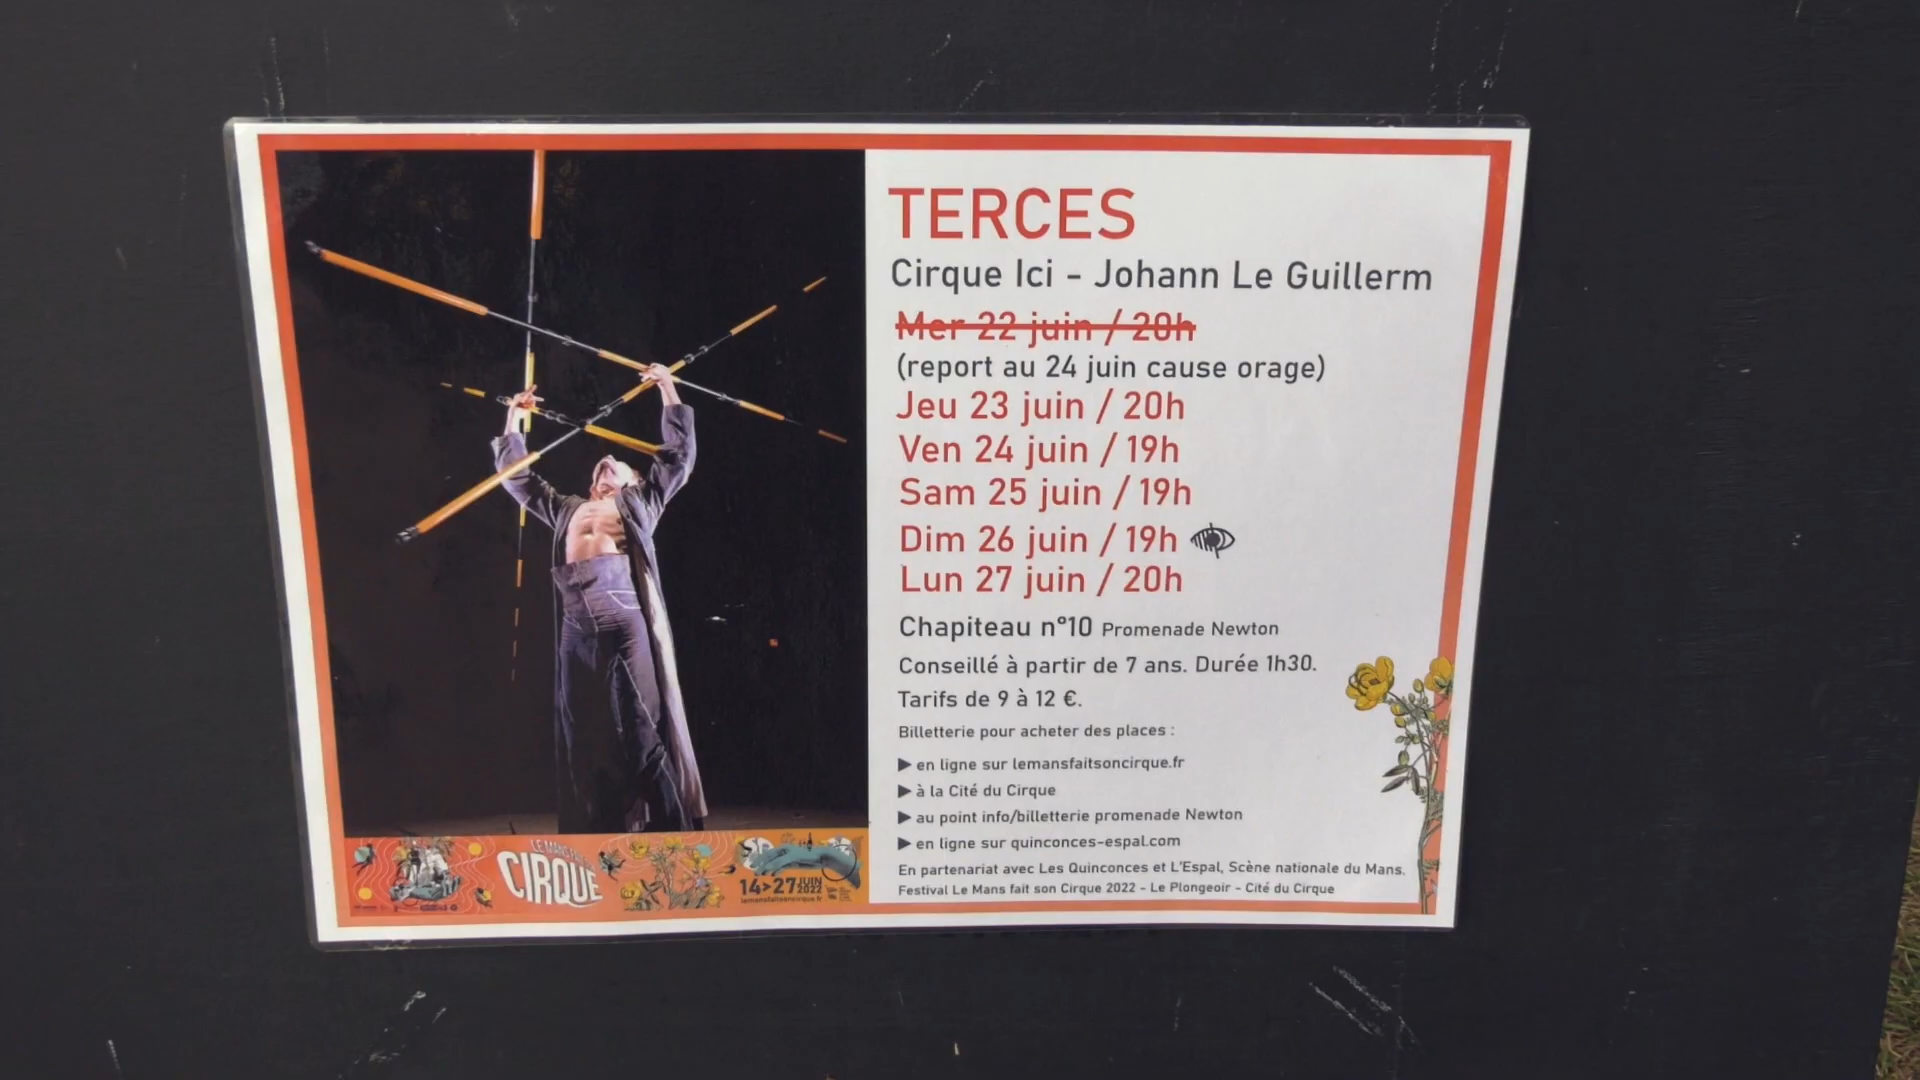 TERCES
Cirque Ici - Johann Le Guillerm
Mer 22 juin / 20h
(report au 24 juin cause orage)
Jeu 23 juin / 20h
Ven 24 juin / 19h
Sam 25 juin / 19h
Dim 26 juin / 19h
Lun 27 juin / 20h
Chapiteau n°10 Promenade Newton
Conseillé à partir de 7 ans. Durée 1h30.
Tarifs de 9 à 12 €.
Billetterie pour acheter des places :
▶ en ligne sur lemansfaitsoncirque.fr
▶ à la Cité du Cirque
▶ au point info/billetterie promenade Newton
▶ en ligne sur quinconces-espal.com
En partenariat avec Les Quinconces et L'Espal, Scène nationale du Mans.
Festival Le Mans fait son Cirque 2022 - Le Plongeoir - Cité du Cirque
LE MANS FAIT
CIRQUE
14>27 JUIN 2022
lemansfaitsoncirque.fr